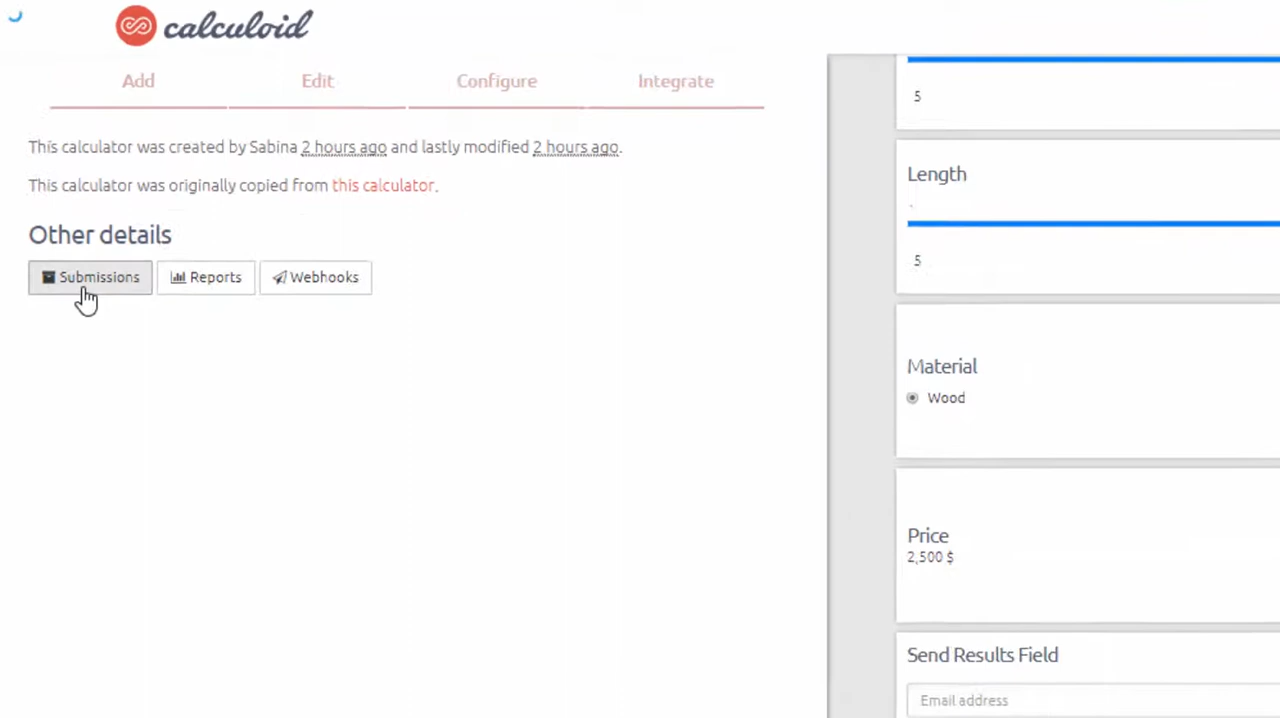 calculoid
Add
Edit
Configure
Integrate
This calculator was created by Sabina 2 hours ago and lastly modified 2 hours ago.
This calculator was originally copied from this calculator.
Other details
Submissions
Reports
Webhooks
5
Length
5
Material
Wood
Price
2,500 $
Send Results Field
Email address